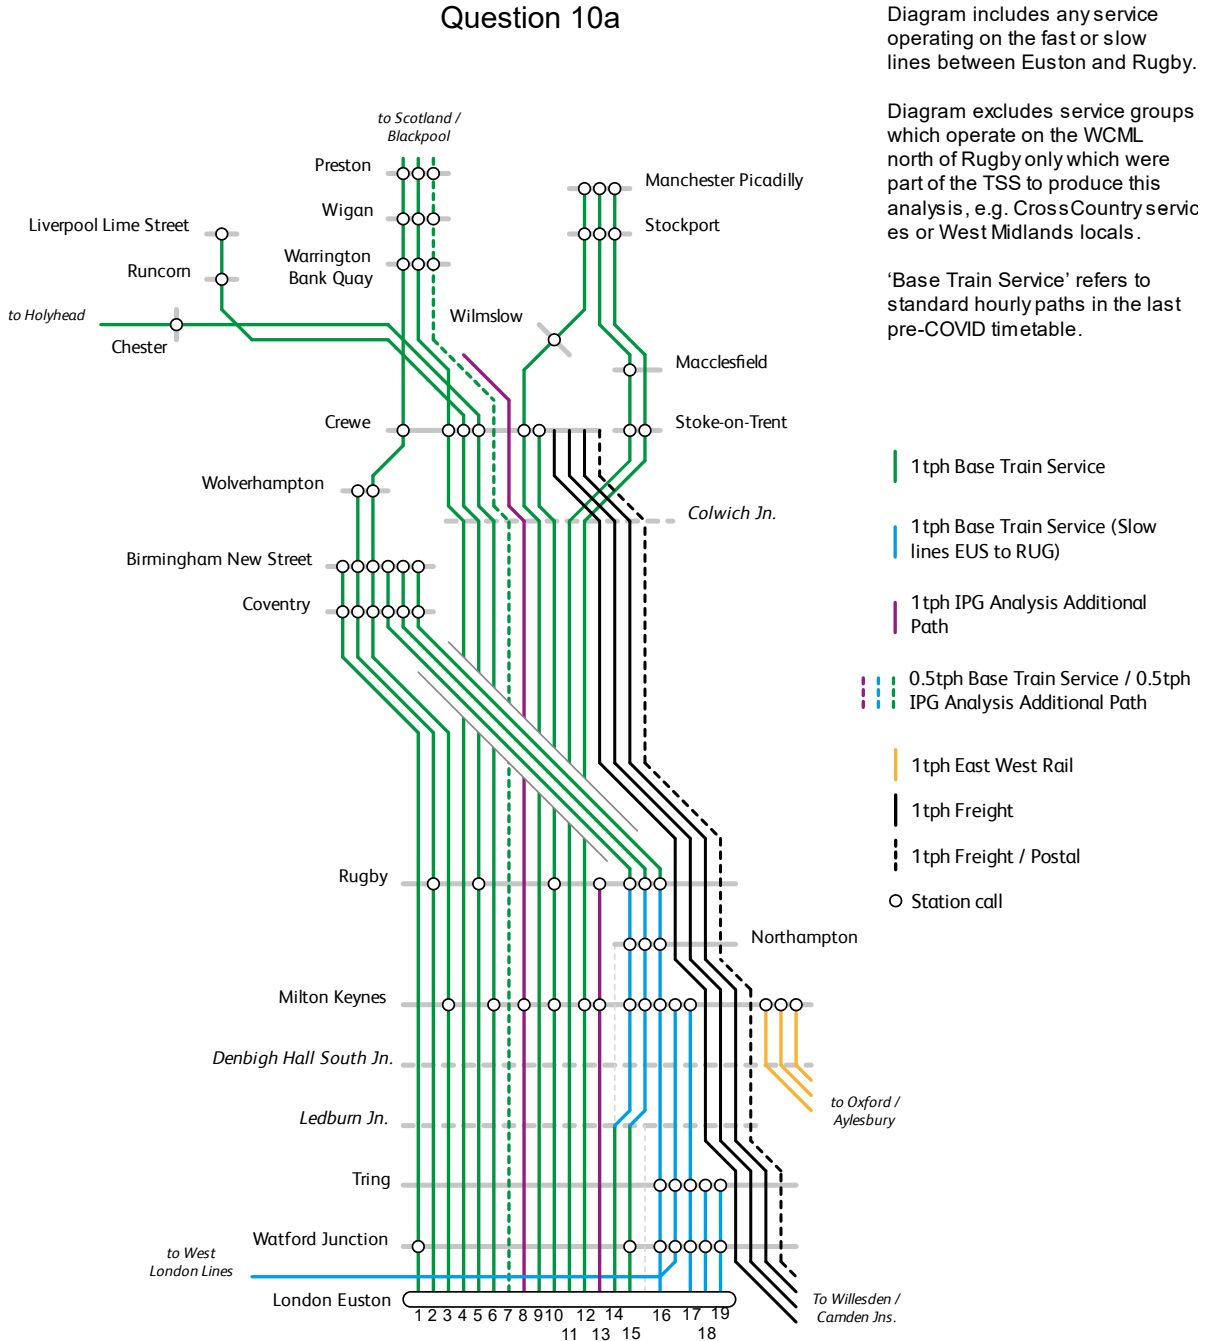 Question 10a
Diagram includes any service
operating on the fast or slow
lines between Euston and Rugby.
Diagram excludes service groups
which operate on the WCML
north of Rugby only which were
part of the TSS to produce this
analysis, e.g. CrossCountry servic
es or West Midlands locals.
‘Base Train Service’ refers to
standard hourly paths in the last
pre-COVID timetable.
to Scotland /
Blackpool
Preston
Manchester Picadilly
Wigan
Liverpool Lime Street
Stockport
Warrington
Bank Quay
Runcorn
to Holyhead
Wilmslow
Chester
Macclesfield
Crewe
Stoke-on-Trent
Wolverhampton
Colwich Jn.
Birmingham New Street
Coventry
1tph Base Train Service
1tph Base Train Service (Slow
lines EUS to RUG)
1tph IPG Analysis Additional
Path
0.5tph Base Train Service / 0.5tph
IPG Analysis Additional Path
1tph East West Rail
1tph Freight
1tph Freight / Postal
Station call
Rugby
Northampton
Milton Keynes
Denbigh Hall South Jn.
to Oxford /
Aylesbury
Ledburn Jn.
Tring
Watford Junction
to West
London Lines
London Euston
To Willesden /
Camden Jns.
1 2 3 4 5 6 7 8 9 10 12 14 16 17 19
11 13 15 18